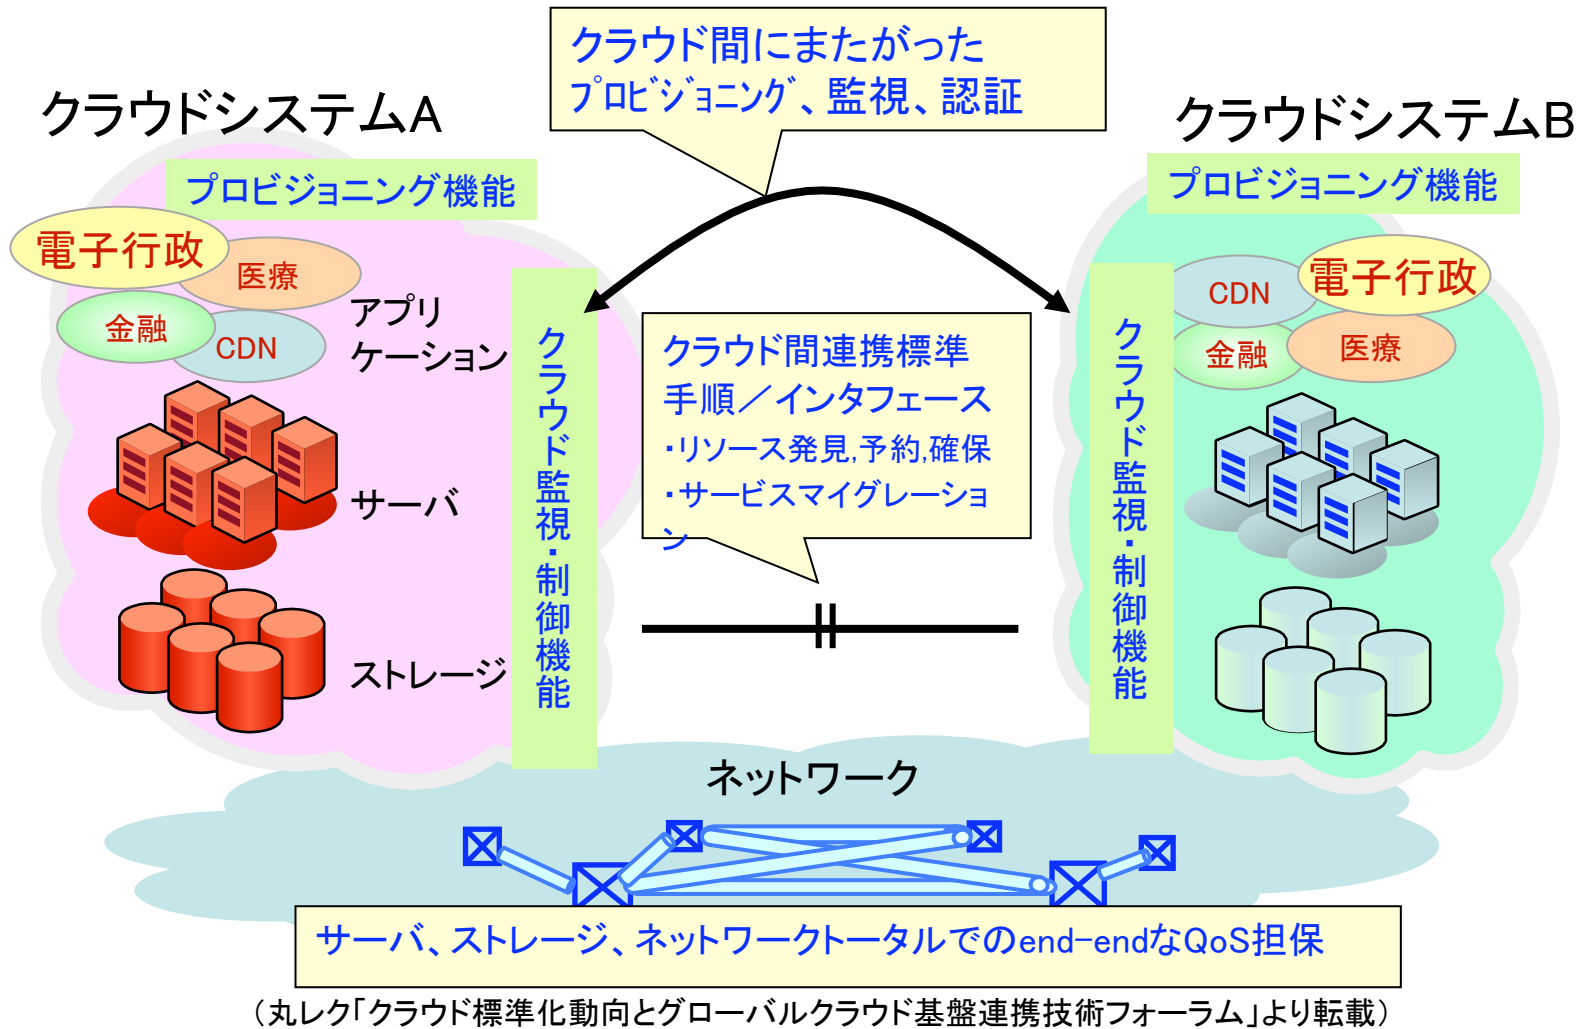 クラウド間にまたがった
プロビジョニング、監視、認証
クラウドシステムA
クラウドシステムB
プロビジョニング機能
プロビジョニング機能
電子行政
医療
金融
CDN
アプリ
ケーション
サーバ
ストレージ
クラウド監視・制御機能
クラウド間連携標準
手順／インタフェース
・リソース発見,予約,確保
・サービスマイグレーショ
ン
クラウド監視・制御機能
CDN
電子行政
金融
医療
ネットワーク
サーバ、ストレージ、ネットワークトータルでのend-endなQoS担保
（丸レク「クラウド標準化動向とグローバルクラウド基盤連携技術フォーラム」より転載）